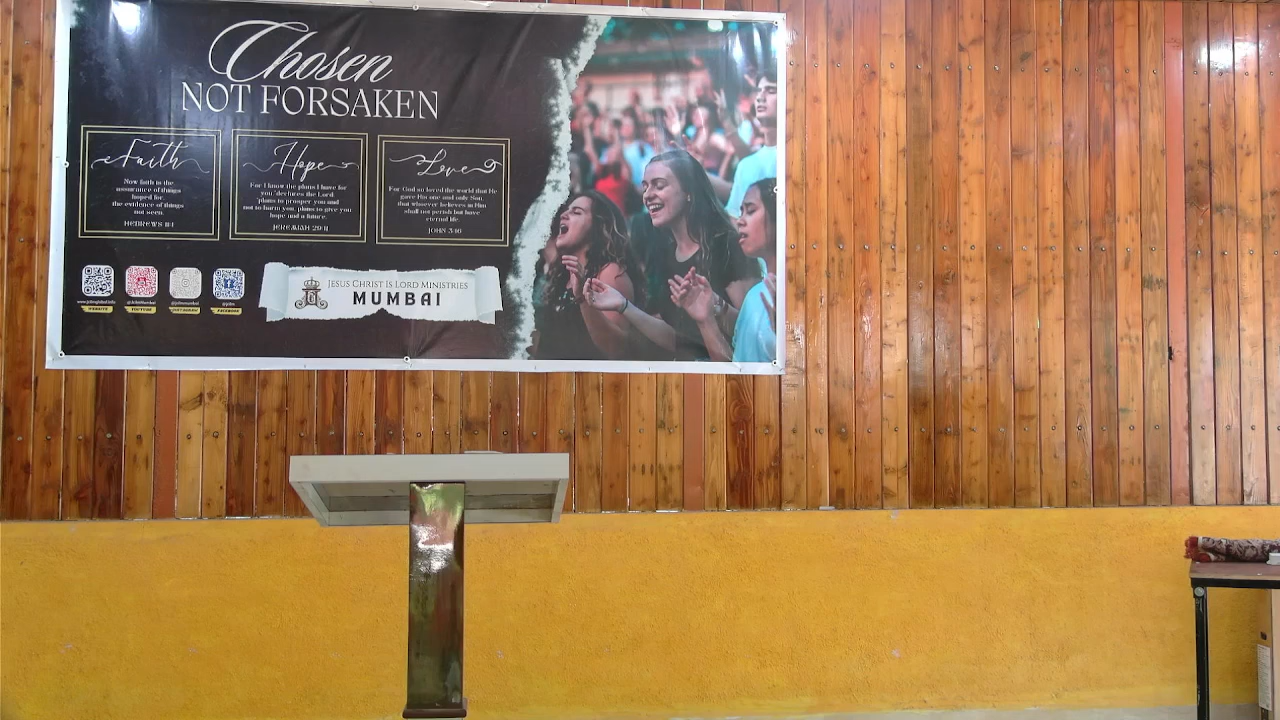 Chosen
NOT FORSAKEN
Faith
Now faith is the
assurance of things
hoped for,
the evidence of things
not seen.
HEBREWS 11:1
Hope
For I know the plans I have for
you "declares the Lord
"plans to prosper you and
not to harm you, plans to give you
hope and a future.
JEREMIAH 29:11
Love
For God so loved the world that He
gave His one and only Son,
that whoever believes in Him
shall not perish but have
eternal life.
JOHN 3:16
WEBSITE
YOUTUBE
INSTAGRAM
FACEBOOK
JESUS CHRIST IS LORD MINISTRIES
MUMBAI